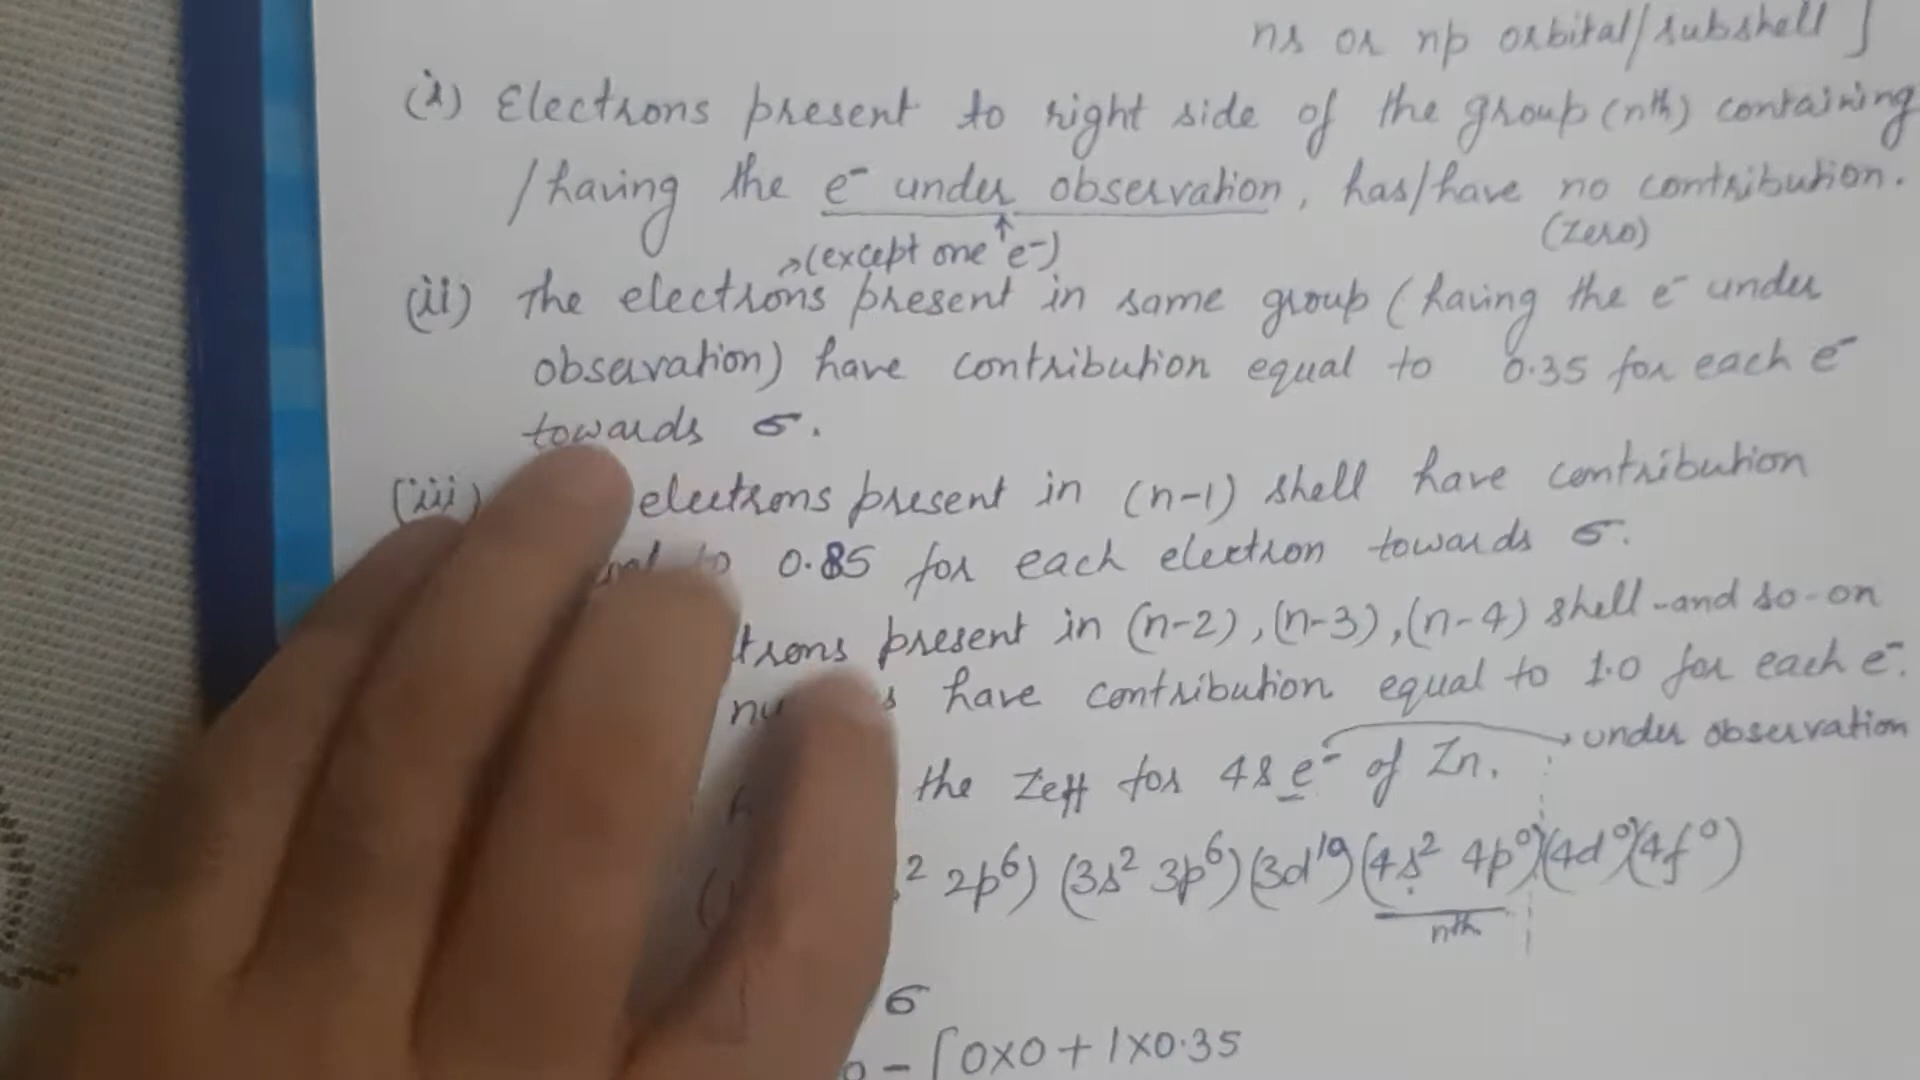 ns or np orbital/subshell]
(i) Electrons present to right side of the group (nth) containing
/having the e⁻ under observation, has/have no contribution.
(zero)
(except one e⁻)
(ii) The electrons present in same group (having the e⁻ under
observation) have contribution equal to 0.35 for each e⁻
towards σ.
(iii) electrons present in (n-1) shell have contribution
to 0.85 for each electron towards σ.
present in (n-2), (n-3), (n-4) shell and so-on
have contribution equal to 1.0 for each e⁻.
→ under observation
the Zeff for 4s e⁻ of Zn.
² 2p⁶) (3s² 3p⁶) (3d¹⁰) (4s² 4p⁰)(4d⁰)(4f⁰)
nth
σ
- [0×0 + 1×0.35